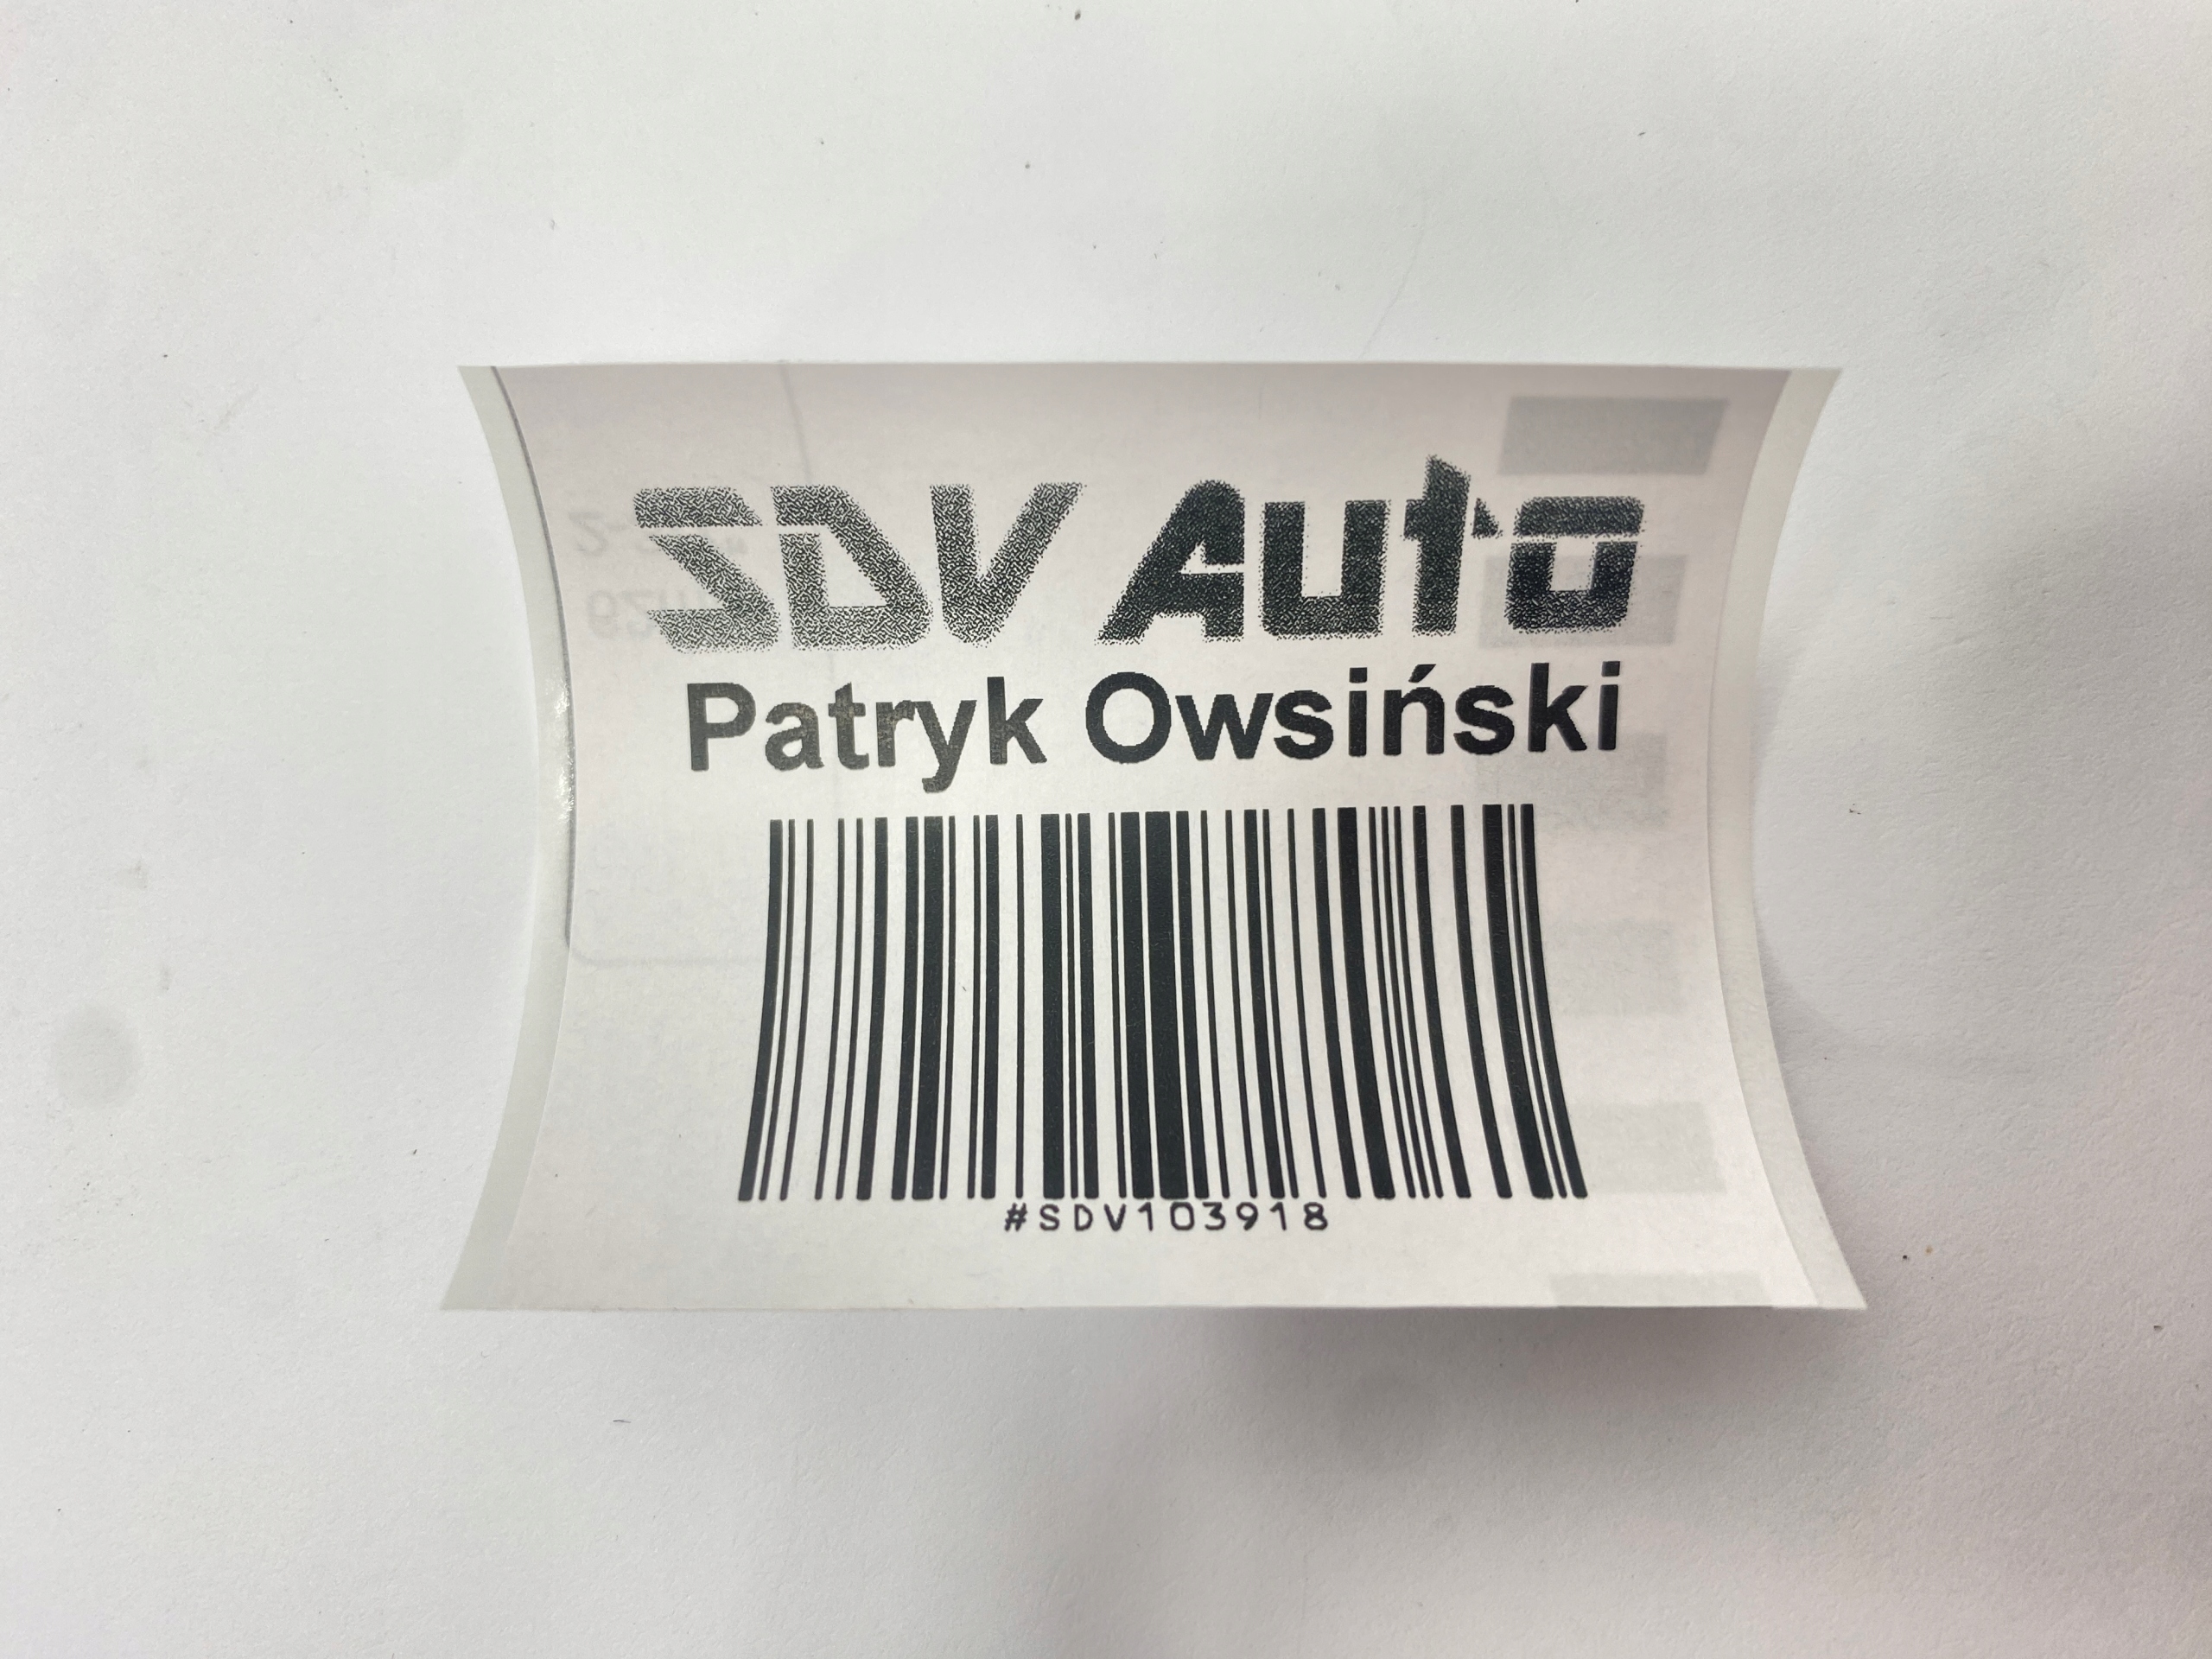 SDV Auto
Patryk Owsiński
#SDV103918